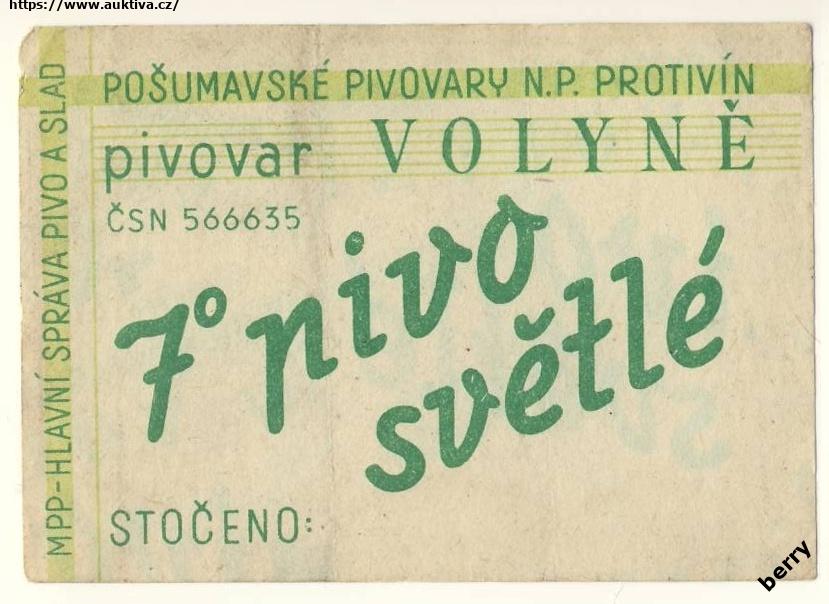 https://www.auktiva.cz/
POŠUMAVSKÉ PIVOVARY N.P. PROTIVÍN
pivovar VOLYNĚ
ČSN 566635
7° pivo
světlé
STOČENO:
MPP-HLAVNÍ SPRÁVA PIVO A SLAD
berry